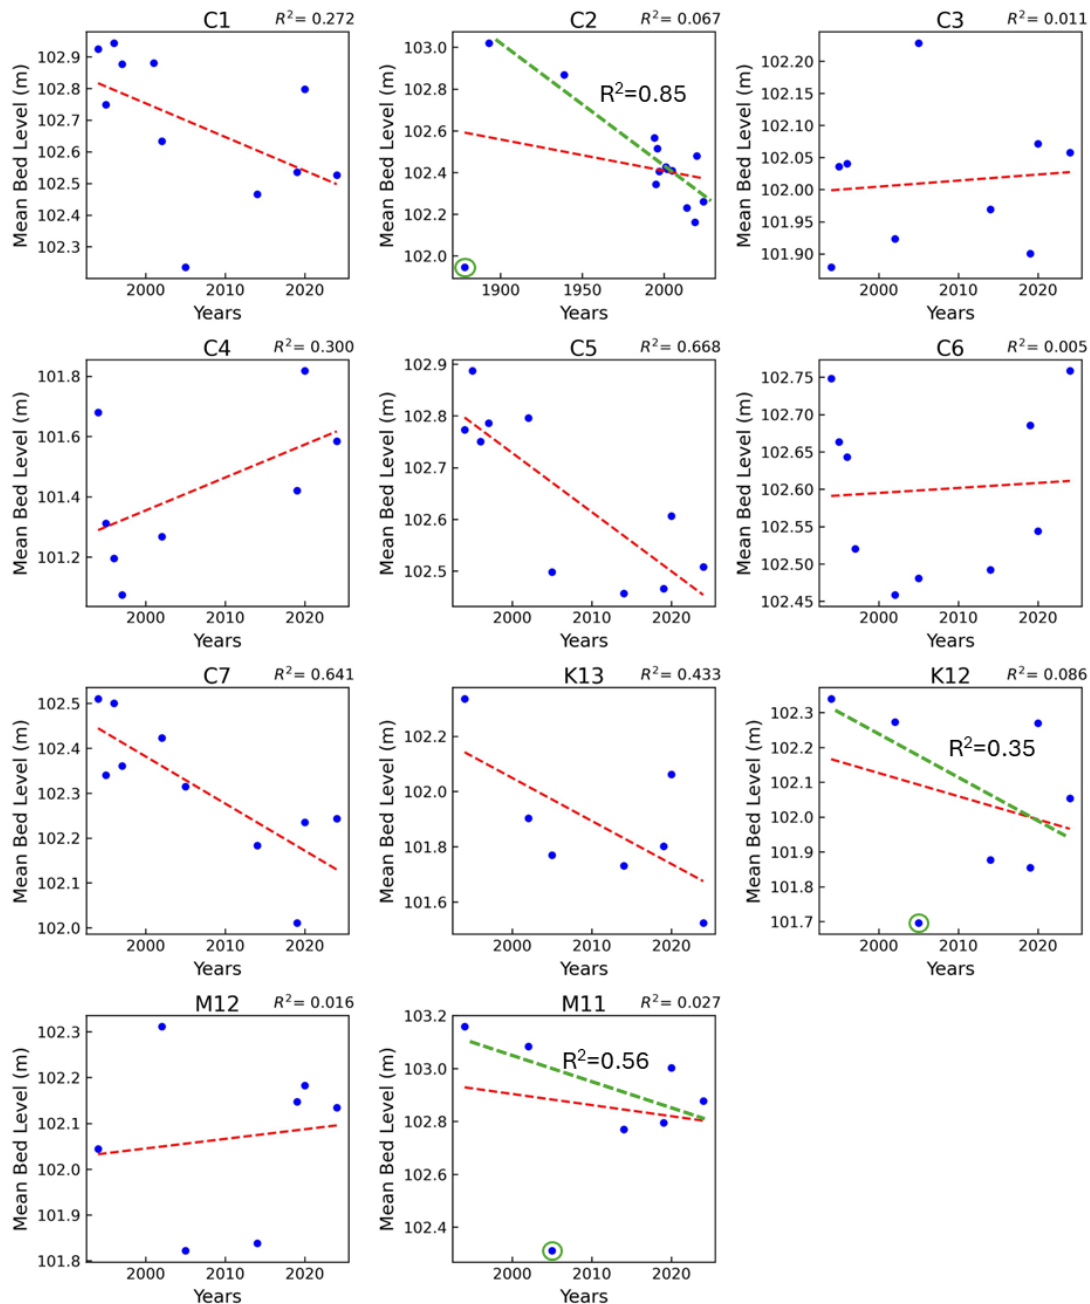 C1 R²= 0.272
Mean Bed Level (m)
102.9
102.8
102.7
102.6
102.5
102.4
102.3
2000 2010 2020
Years
C2 R²= 0.067
Mean Bed Level (m)
103.0
102.8
102.6
102.4
102.2
102.0
R²=0.85
1900 1950 2000
Years
C3 R²= 0.011
Mean Bed Level (m)
102.20
102.15
102.10
102.05
102.00
101.95
101.90
2000 2010 2020
Years
C4 R²= 0.300
Mean Bed Level (m)
101.8
101.6
101.4
101.2
2000 2010 2020
Years
C5 R²= 0.668
Mean Bed Level (m)
102.9
102.8
102.7
102.6
102.5
2000 2010 2020
Years
C6 R²= 0.005
Mean Bed Level (m)
102.75
102.70
102.65
102.60
102.55
102.50
102.45
2000 2010 2020
Years
C7 R²= 0.641
Mean Bed Level (m)
102.5
102.4
102.3
102.2
102.1
102.0
2000 2010 2020
Years
K13 R²= 0.433
Mean Bed Level (m)
102.2
102.0
101.8
101.6
2000 2010 2020
Years
K12 R²= 0.086
Mean Bed Level (m)
102.3
102.2
102.1
102.0
101.9
101.8
101.7
R²=0.35
2000 2010 2020
Years
M12 R²= 0.016
Mean Bed Level (m)
102.3
102.2
102.1
102.0
101.9
101.8
2000 2010 2020
Years
M11 R²= 0.027
Mean Bed Level (m)
103.2
103.0
102.8
102.6
102.4
R²=0.56
2000 2010 2020
Years